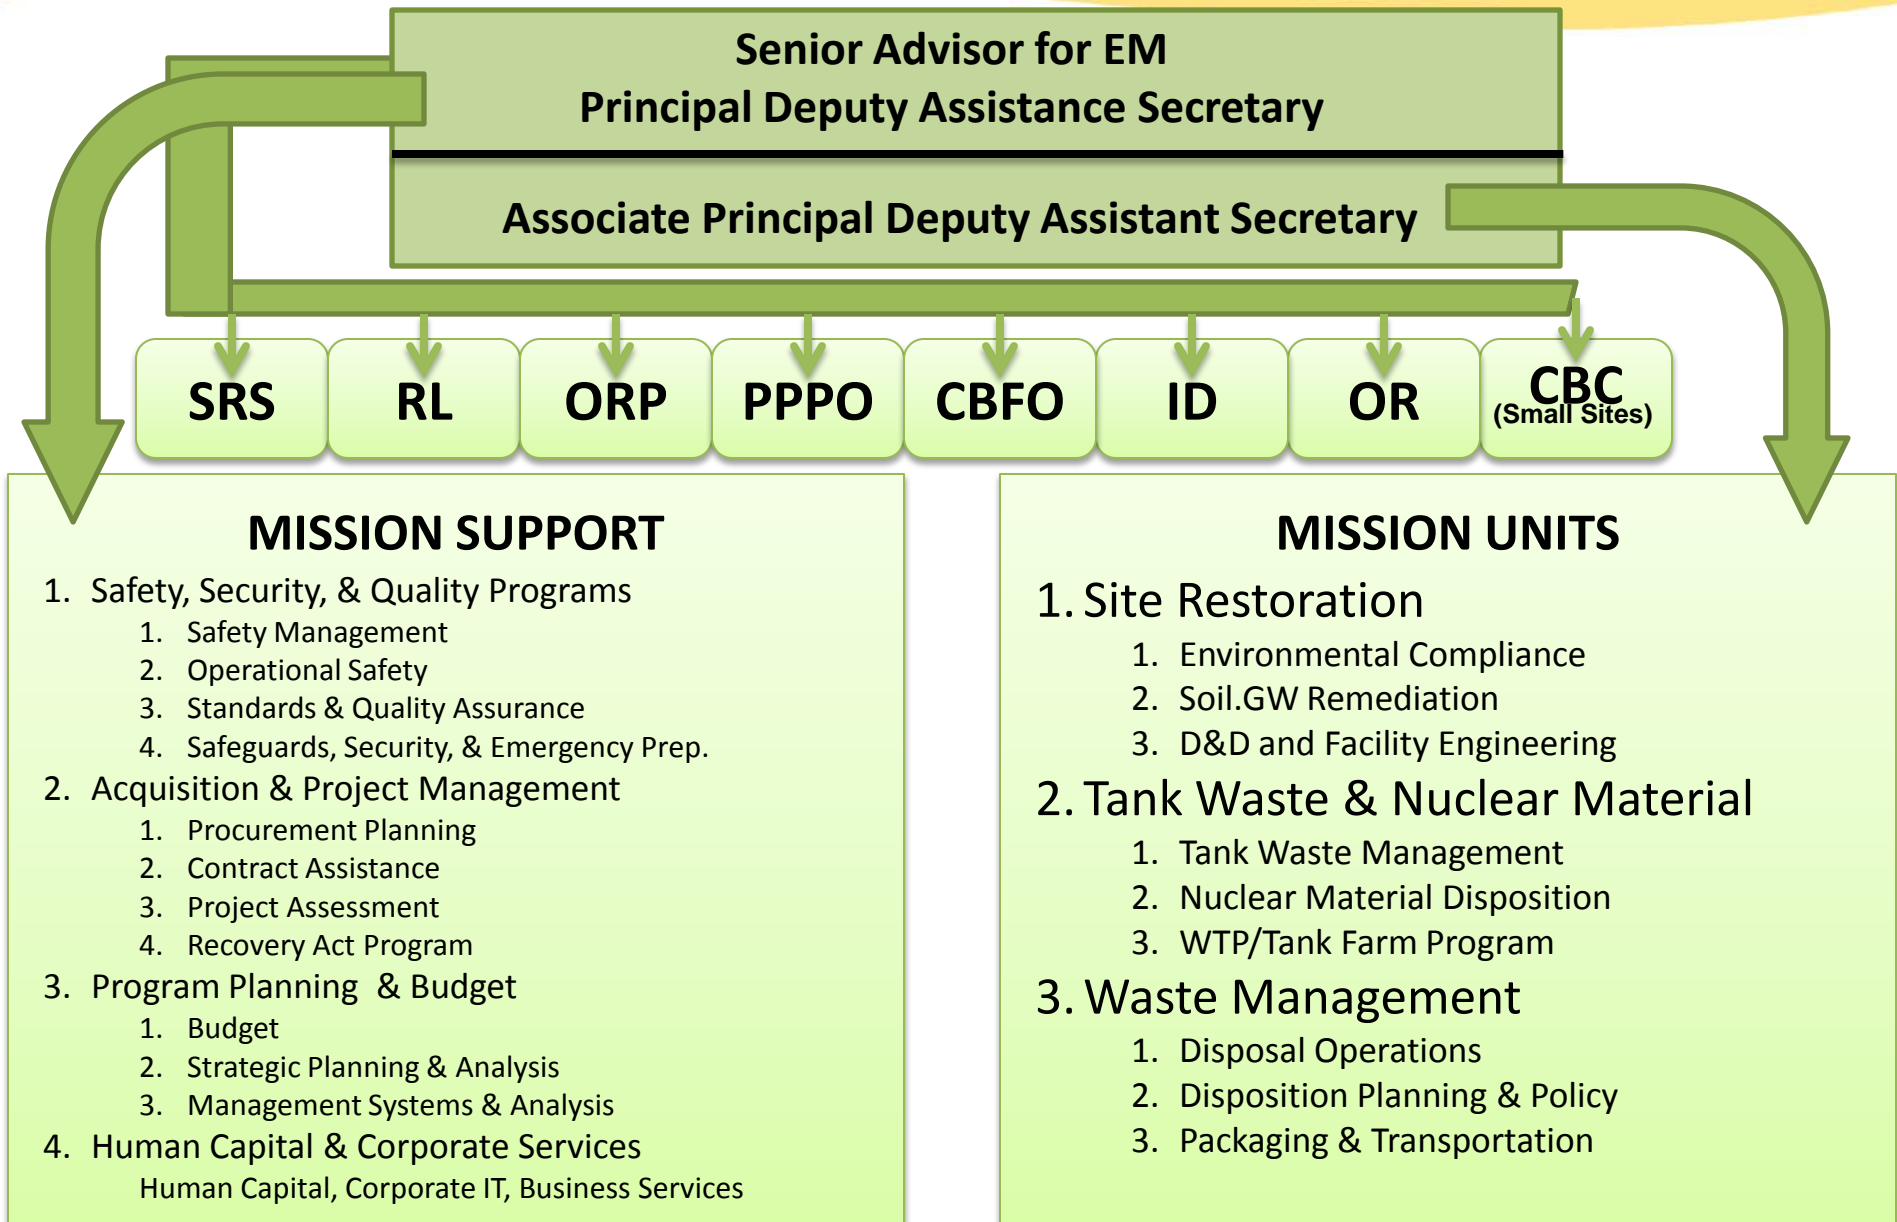 Senior Advisor for EM
Principal Deputy Assistance Secretary
Associate Principal Deputy Assistant Secretary
SRS
RL
ORP
PPPO
CBFO
ID
OR
CBC
(Small Sites)
MISSION SUPPORT
1. Safety, Security, & Quality Programs
1. Safety Management
2. Operational Safety
3. Standards & Quality Assurance
4. Safeguards, Security, & Emergency Prep.
2. Acquisition & Project Management
1. Procurement Planning
2. Contract Assistance
3. Project Assessment
4. Recovery Act Program
3. Program Planning & Budget
1. Budget
2. Strategic Planning & Analysis
3. Management Systems & Analysis
4. Human Capital & Corporate Services
Human Capital, Corporate IT, Business Services
MISSION UNITS
1. Site Restoration
1. Environmental Compliance
2. Soil.GW Remediation
3. D&D and Facility Engineering
2. Tank Waste & Nuclear Material
1. Tank Waste Management
2. Nuclear Material Disposition
3. WTP/Tank Farm Program
3. Waste Management
1. Disposal Operations
2. Disposition Planning & Policy
3. Packaging & Transportation